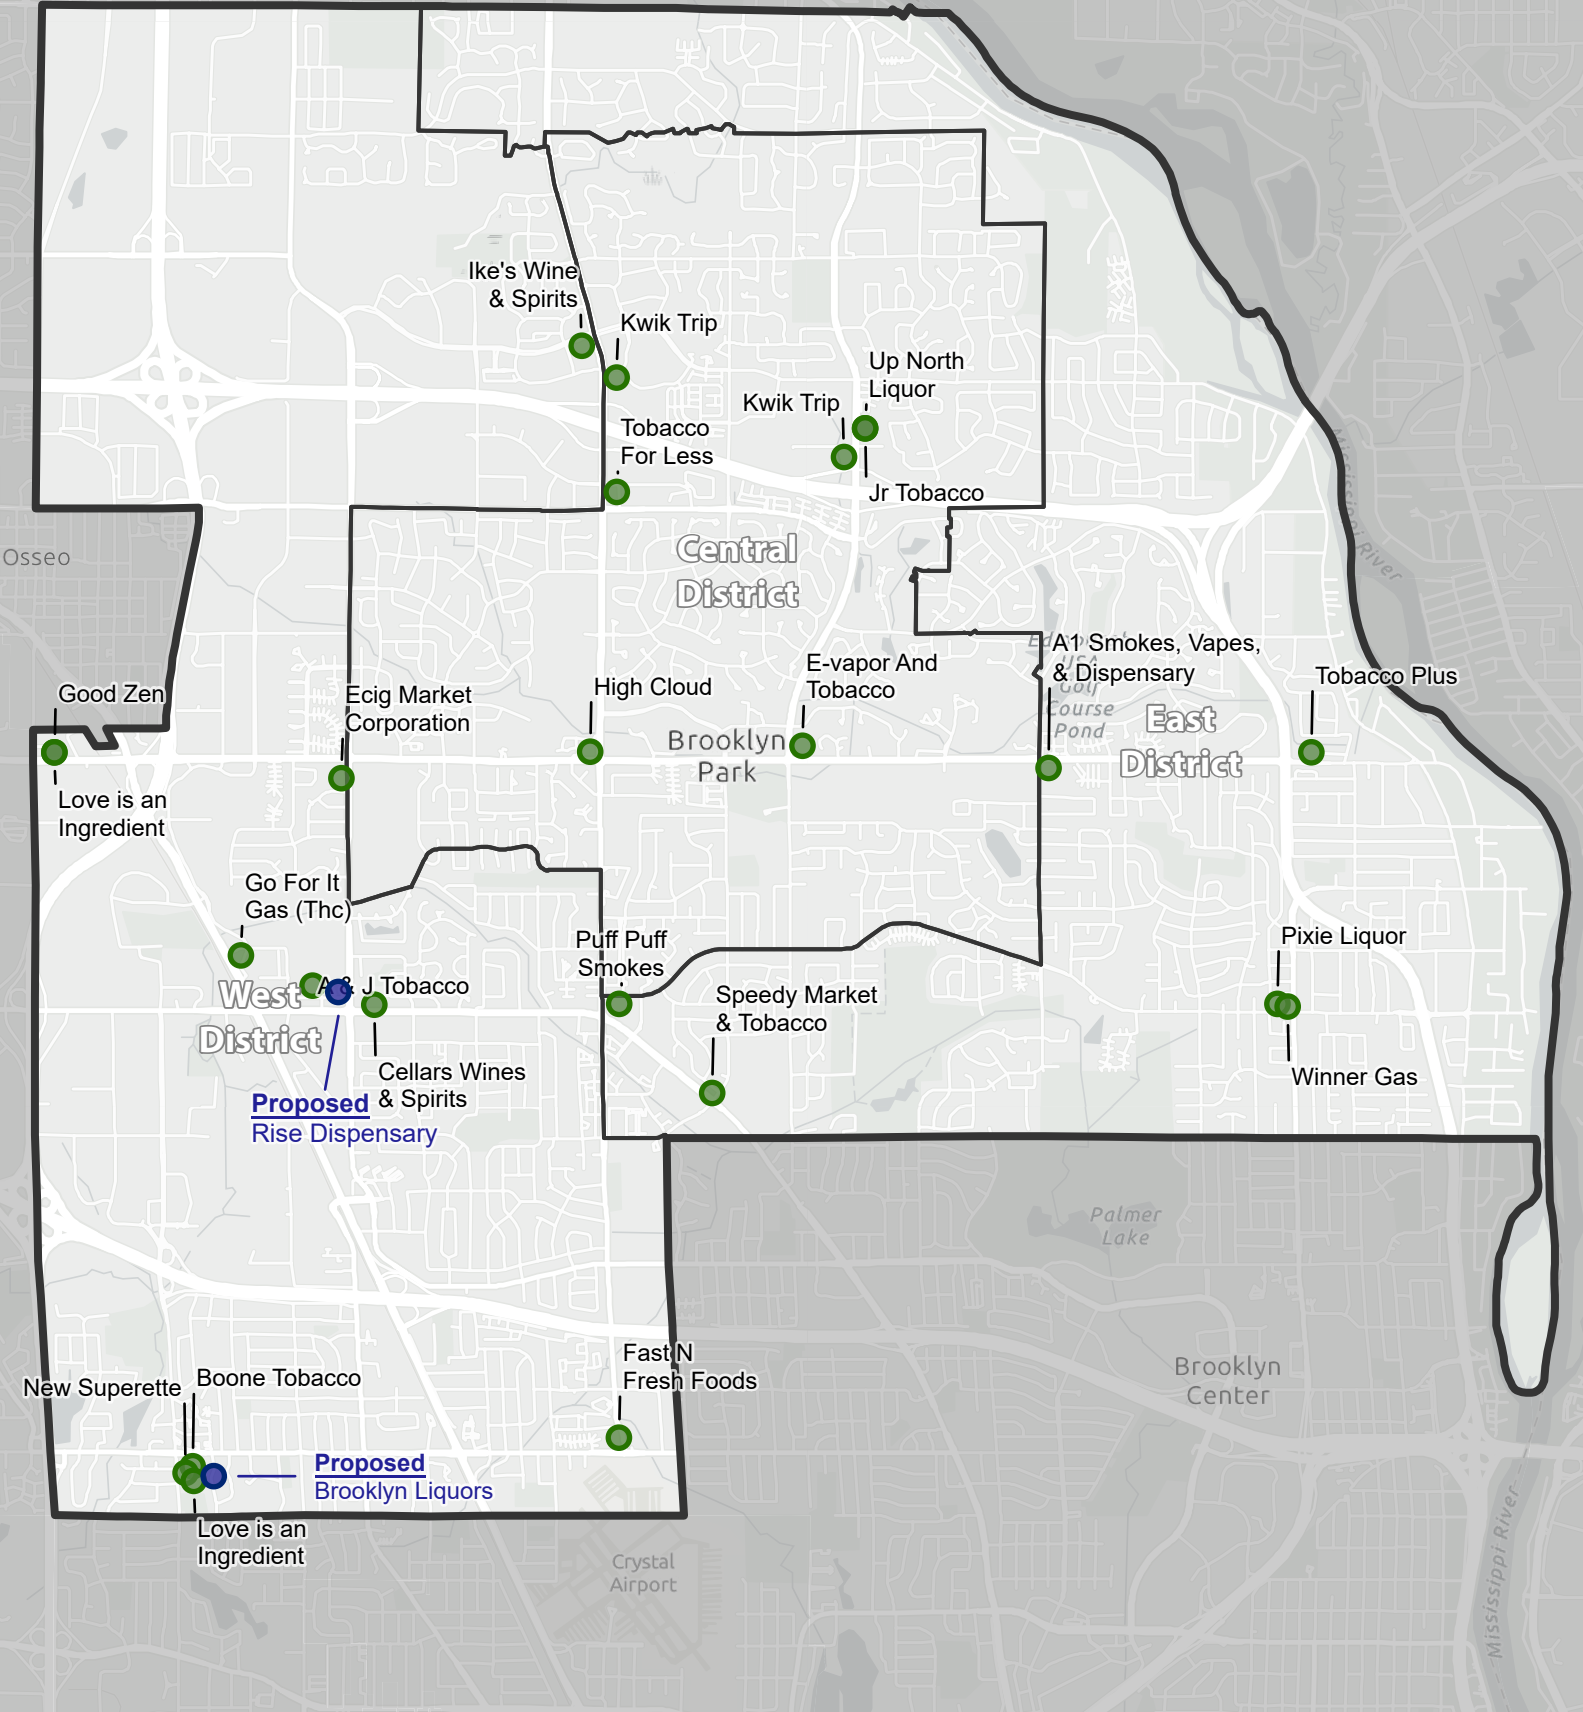 Ike's Wine
& Spirits
Kwik Trip
Up North
Liquor
Kwik Trip
Tobacco
For Less
Jr Tobacco
Mississippi River
Osseo
Central
District
A1 Smokes, Vapes,
& Dispensary
Edinburgh
USA
Golf
Course
Pond
E-vapor And
Tobacco
Tobacco Plus
Good Zen
Ecig Market
Corporation
High Cloud
Brooklyn
Park
East
District
Love is an
Ingredient
Go For It
Gas (Thc)
Puff Puff
Smokes
Pixie Liquor
A & J Tobacco
West
District
Speedy Market
& Tobacco
Cellars Wines
& Spirits
Winner Gas
Proposed
Rise Dispensary
Palmer
Lake
Fast N
Fresh Foods
Brooklyn
Center
New Superette
Boone Tobacco
Proposed
Brooklyn Liquors
Love is an
Ingredient
Crystal
Airport
Mississippi River